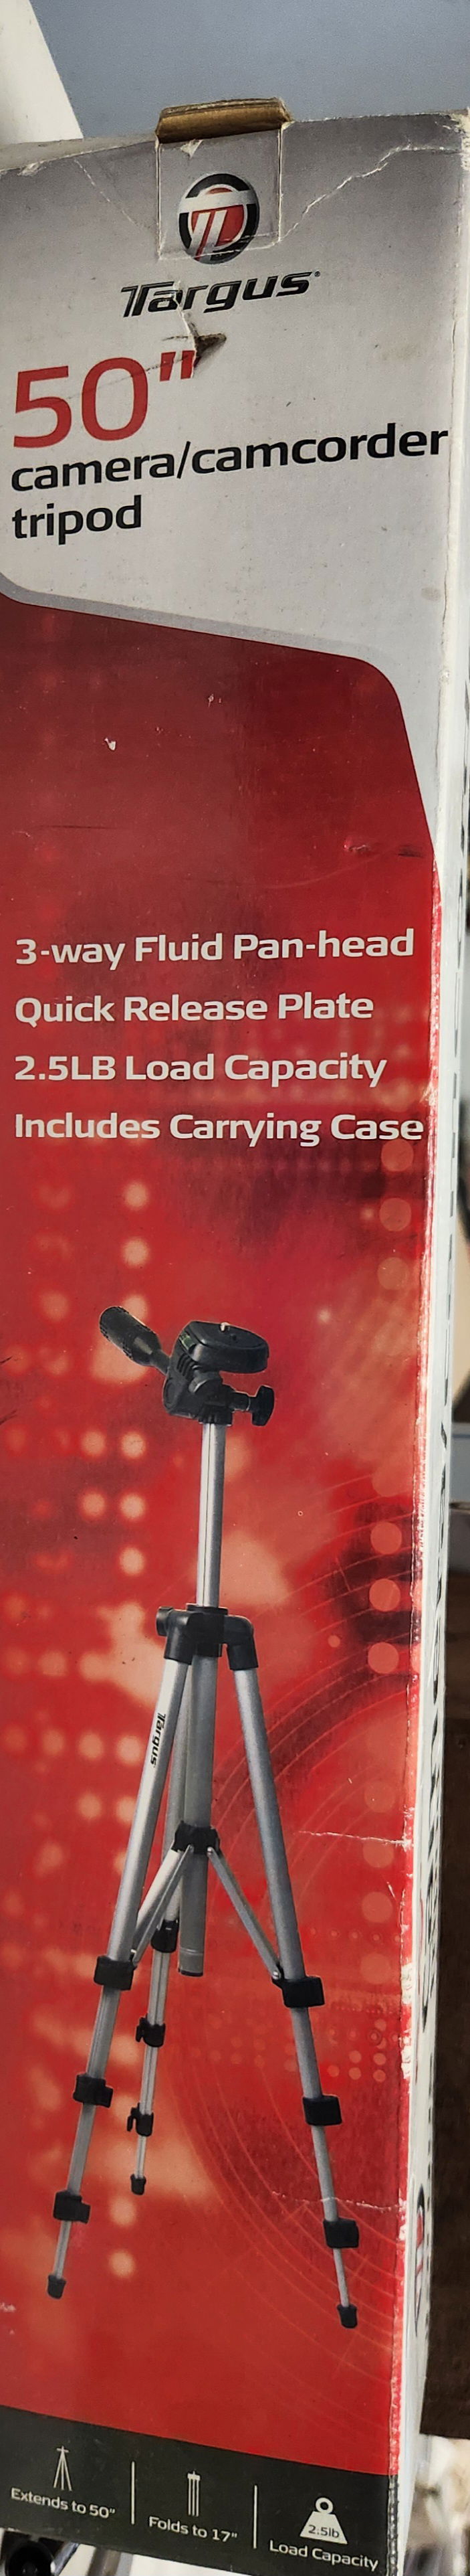 Targus
50"
camera/camcorder
tripod
3-way Fluid Pan-head
Quick Release Plate
2.5LB Load Capacity
Includes Carrying Case
Targus
Extends to 50"
Folds to 17"
2.5lb
Load Capacity